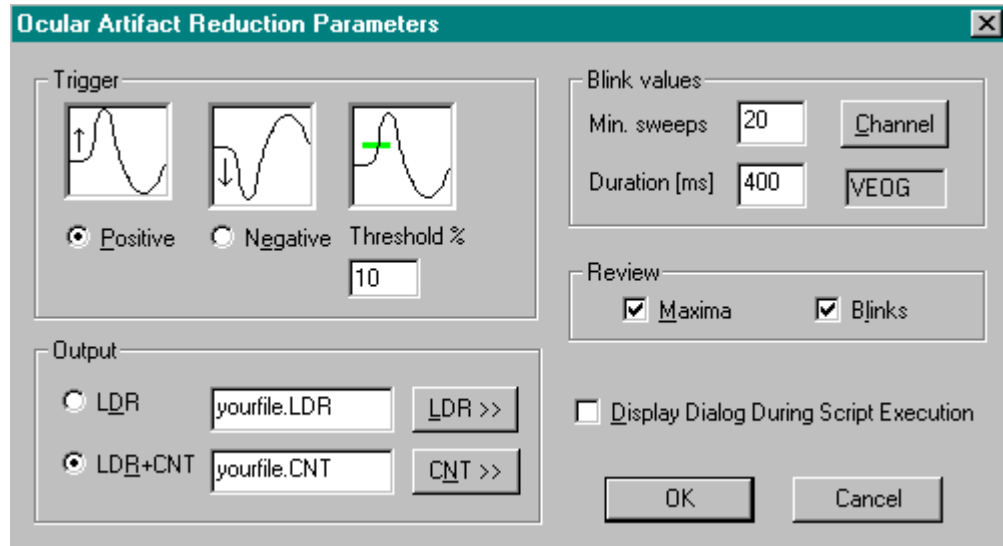 Ocular Artifact Reduction Parameters
Trigger
Positive
Negative
Threshold %
10
Blink values
Min. sweeps
20
Channel
Duration [ms]
400
VEOG
Review
Maxima
Blinks
Output
LDR
yourfile.LDR
LDR >>
LDR+CNT
yourfile.CNT
CNT >>
Display Dialog During Script Execution
OK
Cancel